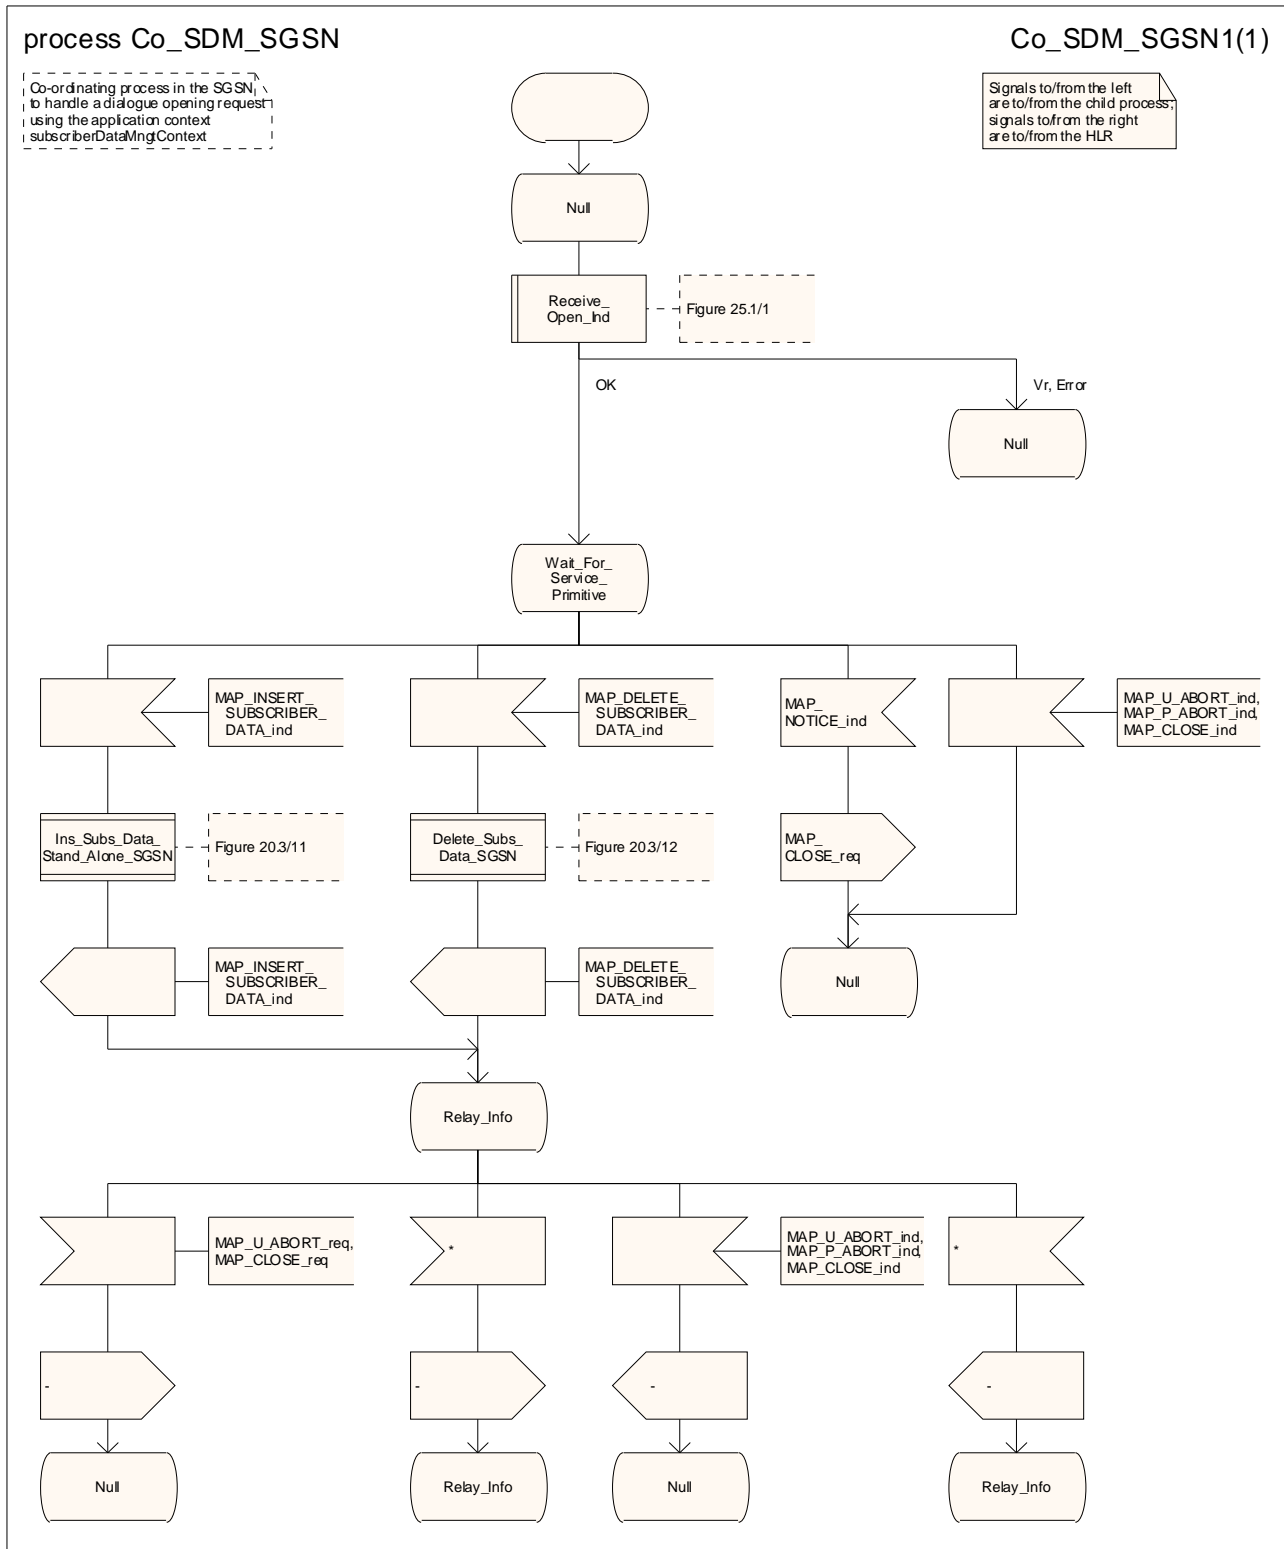 process Co_SDM_SGSN
Co_SDM_SGSN1(1)
Co-ordinating process in the SGSN
to handle a dialogue opening request
using the application context
subscriberDataMngtContext
Signals to/from the left
are to/from the child process;
signals to/from the right
are to/from the HLR
Null
Receive_
Open_Ind
Figure 25.1/1
OK
Vr, Error
Null
Wait_For_
Service_
Primitive
MAP_INSERT_
SUBSCRIBER_
DATA_ind
MAP_DELETE_
SUBSCRIBER_
DATA_ind
MAP_
NOTICE_ind
MAP_U_ABORT_ind,
MAP_P_ABORT_ind,
MAP_CLOSE_ind
Ins_Subs_Data_
Stand_Alone_SGSN
Figure 20.3/11
Delete_Subs_
Data_SGSN
Figure 20.3/12
MAP_
CLOSE_req
MAP_INSERT_
SUBSCRIBER_
DATA_ind
MAP_DELETE_
SUBSCRIBER_
DATA_ind
Null
Relay_Info
MAP_U_ABORT_req,
MAP_CLOSE_req
*
MAP_U_ABORT_ind,
MAP_P_ABORT_ind,
MAP_CLOSE_ind
*
-
-
-
-
Null
Relay_Info
Null
Relay_Info